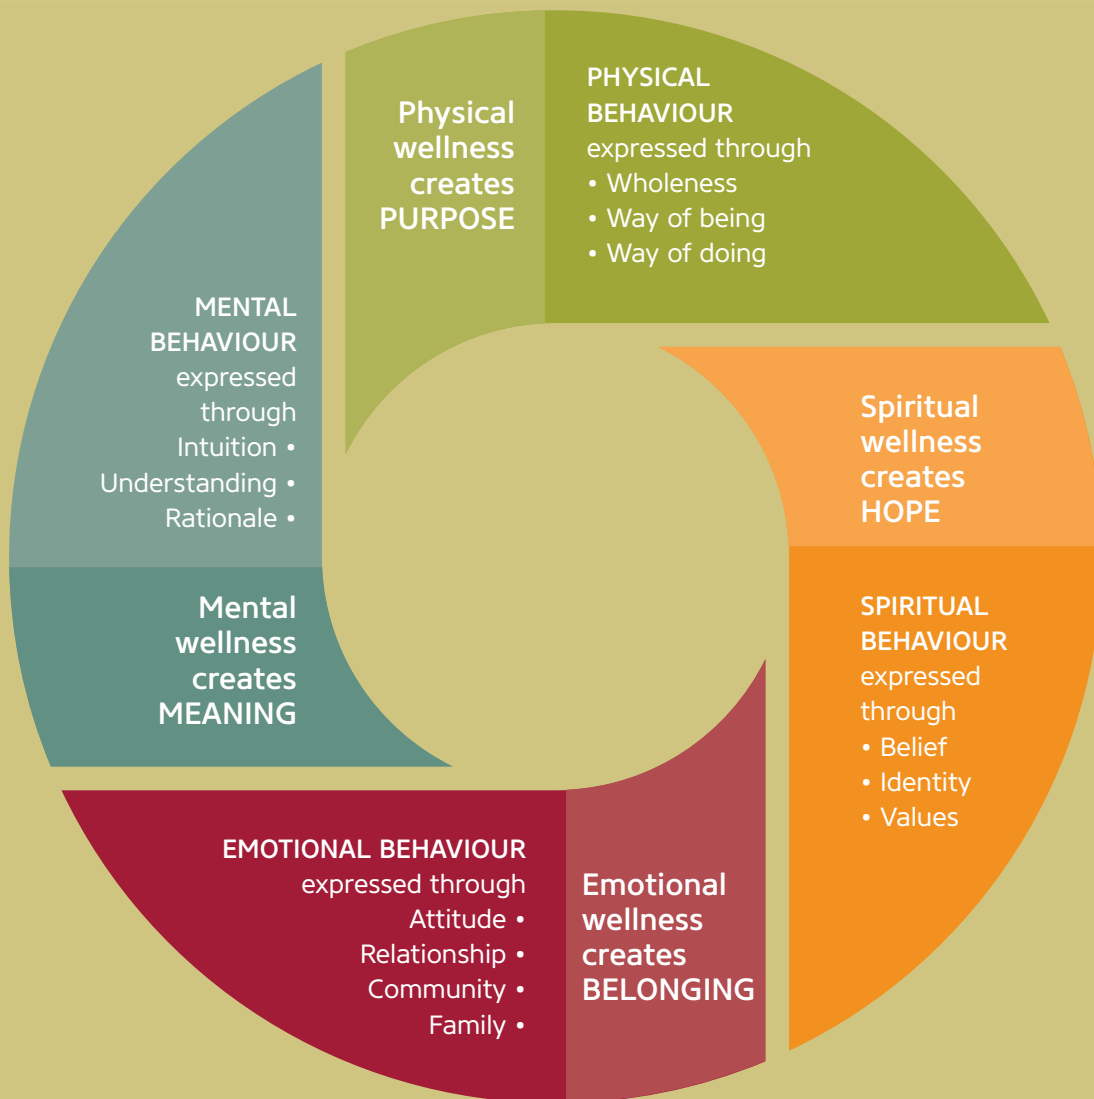 Physical
wellness
creates
PURPOSE
PHYSICAL
BEHAVIOUR
expressed through
• Wholeness
• Way of being
• Way of doing
Spiritual
wellness
creates
HOPE
SPIRITUAL
BEHAVIOUR
expressed
through
• Belief
• Identity
• Values
Emotional
wellness
creates
BELONGING
EMOTIONAL BEHAVIOUR
expressed through
Attitude •
Relationship •
Community •
Family •
Mental
wellness
creates
MEANING
MENTAL
BEHAVIOUR
expressed
through
Intuition •
Understanding •
Rationale •